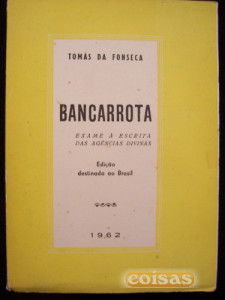 TOMÁS DA FONSECA
BANCARROTA
EXAME À ESCRITA
DAS AGÊNCIAS DIVINAS
Edição
destinada ao Brasil
1962
coisas